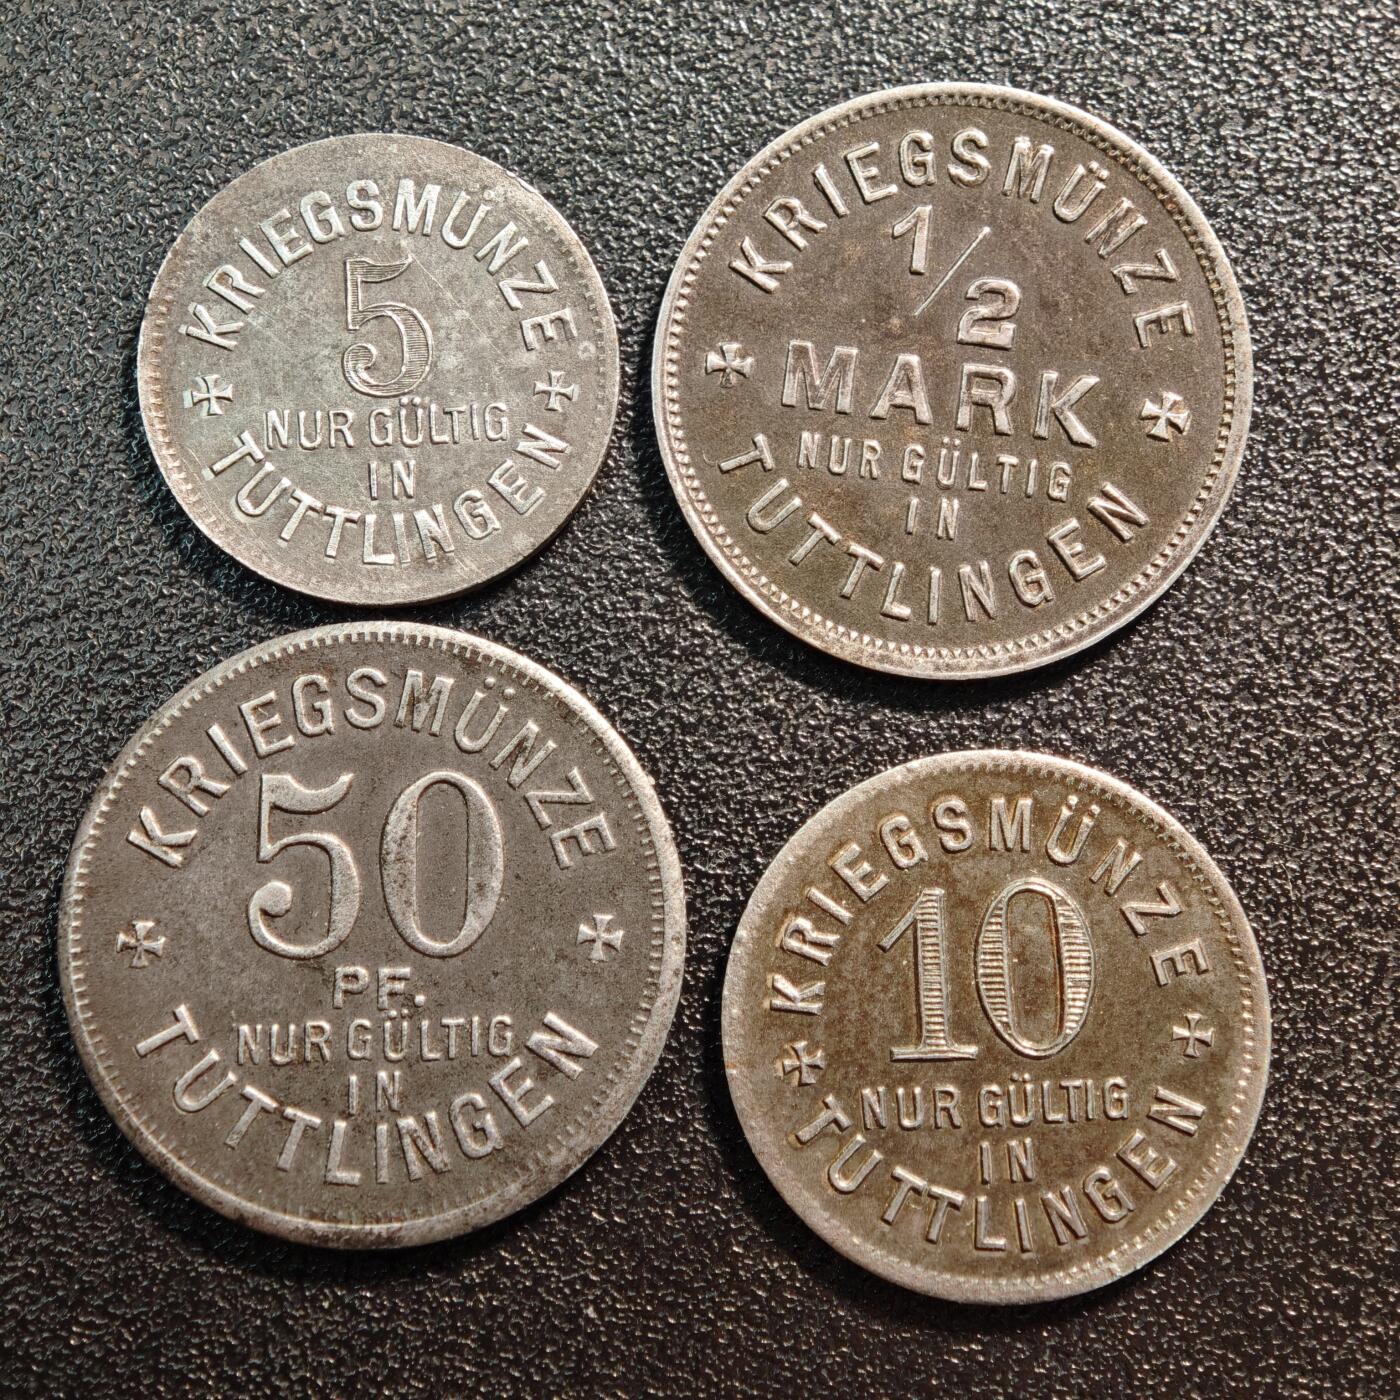 KRIEGSMÜNZE
5
NUR GÜLTIG
IN
TUTTLINGEN
KRIEGSMÜNZE
1/2
MARK
NUR GÜLTIG
IN
TUTTLINGEN
KRIEGSMÜNZE
50
PF.
NUR GÜLTIG
IN
TUTTLINGEN
KRIEGSMÜNZE
10
NUR GÜLTIG
IN
TUTTLINGEN